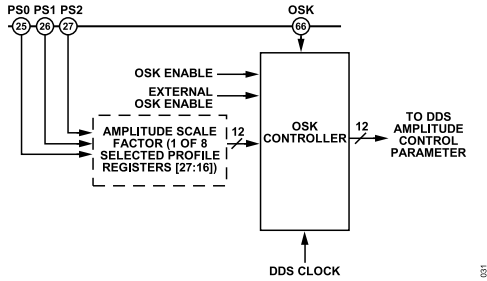 PS0 PS1 PS2
OSK
25 26 27
66
OSK ENABLE
EXTERNAL
OSK ENABLE
AMPLITUDE SCALE
FACTOR (1 OF 8
SELECTED PROFILE
REGISTERS [27:16])
12
OSK
CONTROLLER
12
TO DDS
AMPLITUDE
CONTROL
PARAMETER
DDS CLOCK
031